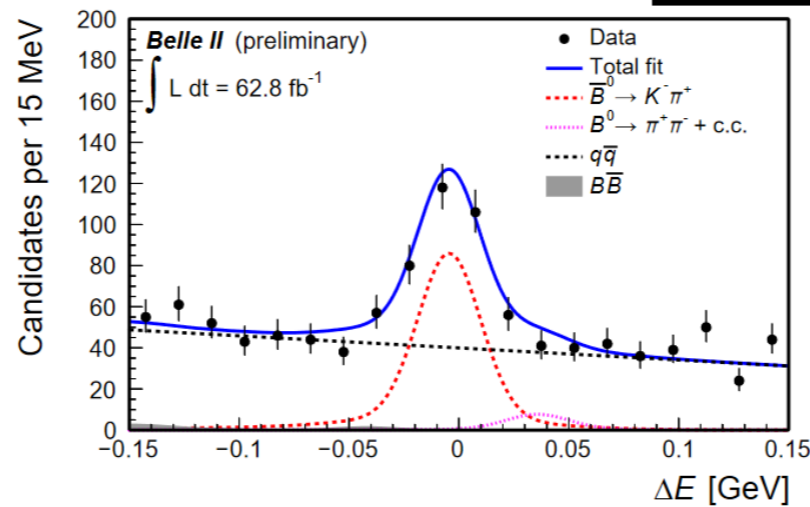 Candidates per 15 MeV
200
180
160
140
120
100
80
60
40
20
0
Belle II (preliminary)
∫ L dt = 62.8 fb⁻¹
Data
Total fit
B̅⁰ → K⁻π⁺
B⁰ → π⁺π⁻ + c.c.
qq̅
BB̅
−0.15 −0.1 −0.05 0 0.05 0.1 0.15
ΔE [GeV]